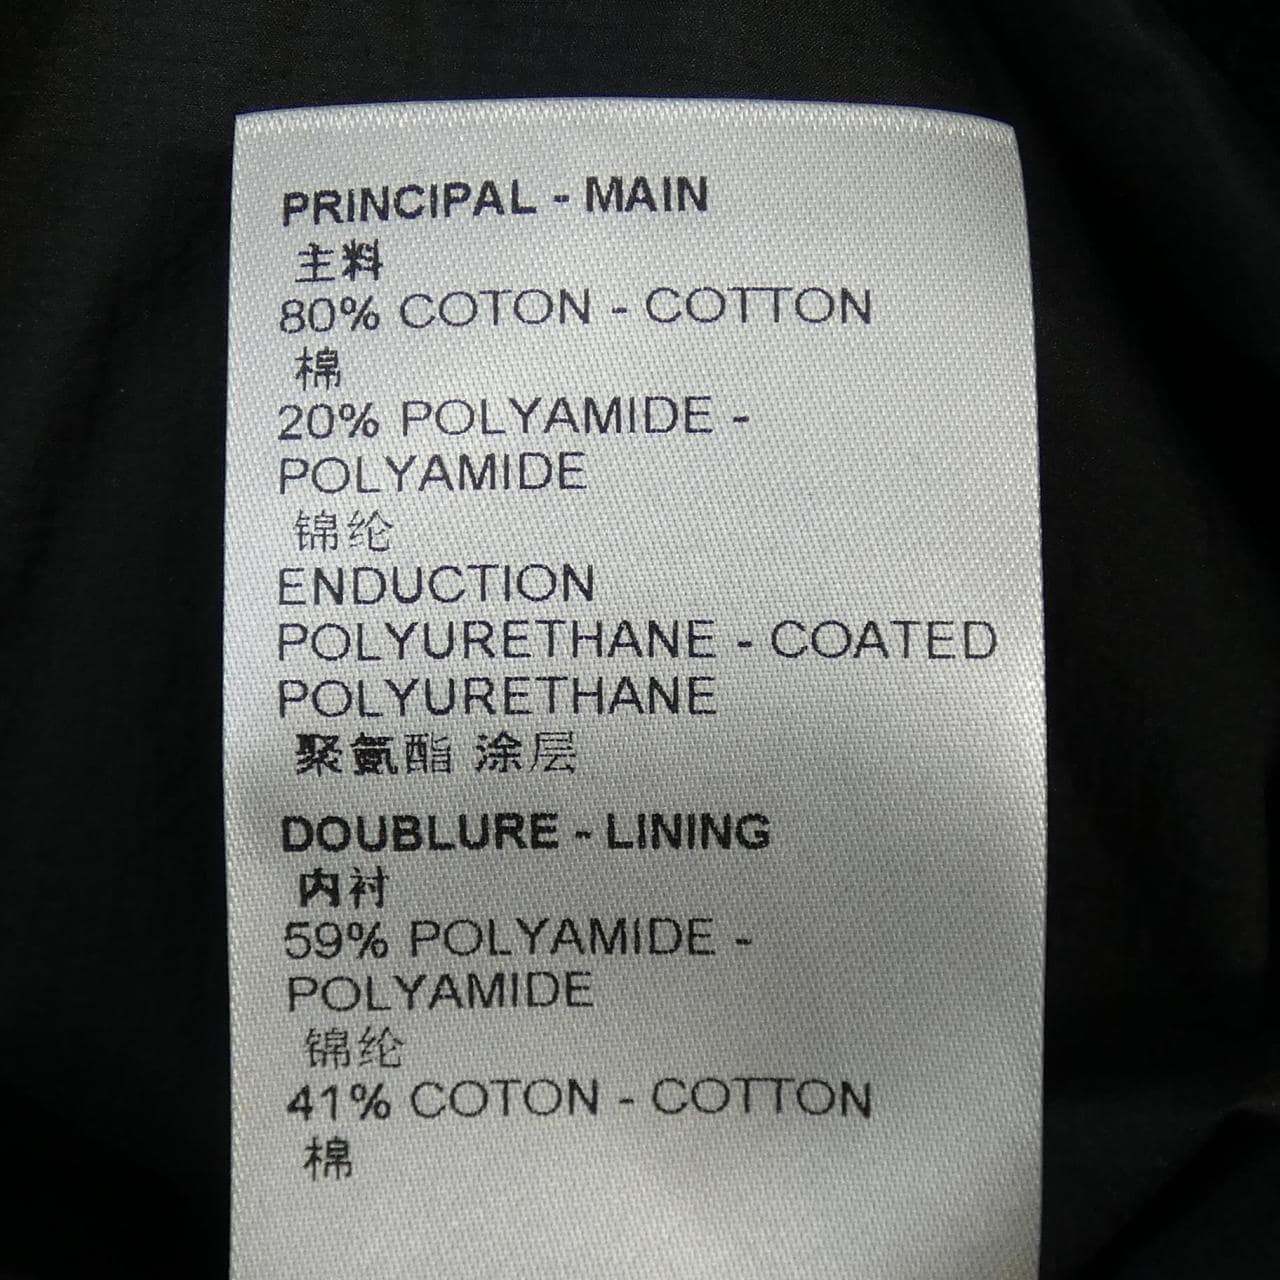 PRINCIPAL - MAIN
主料
80% COTON - COTTON
棉
20% POLYAMIDE -
POLYAMIDE
锦纶
ENDUCTION
POLYURETHANE - COATED
POLYURETHANE
聚氨酯 涂层
DOUBLURE - LINING
内衬
59% POLYAMIDE -
POLYAMIDE
锦纶
41% COTON - COTTON
棉